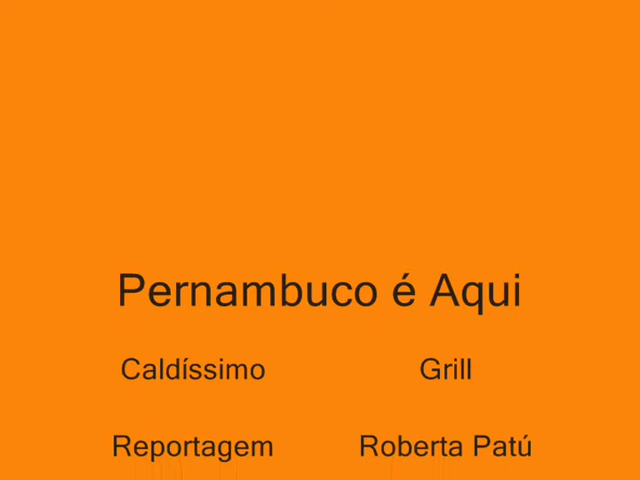 Pernambuco é Aqui
Caldíssimo Grill
Reportagem Roberta Patú